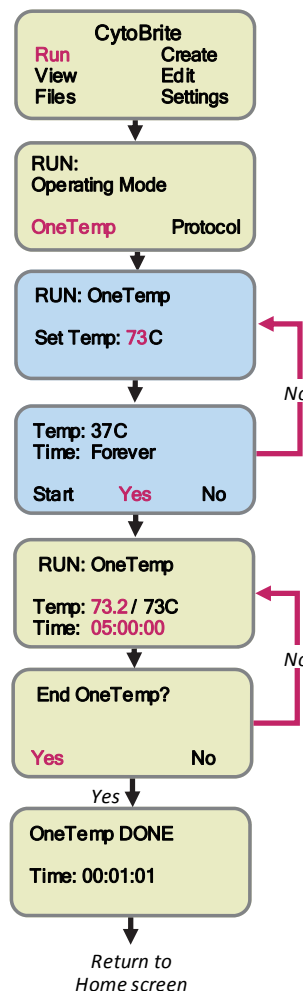 CytoBrite
Run Create
View Edit
Files Settings
RUN:
Operating Mode
OneTemp Protocol
RUN: OneTemp
Set Temp: 73C
No
Temp: 37C
Time: Forever
Start Yes No
RUN: OneTemp
Temp: 73.2 / 73C
Time: 05:00:00
No
End OneTemp?
Yes No
Yes
OneTemp DONE
Time: 00:01:01
Return to
Home screen